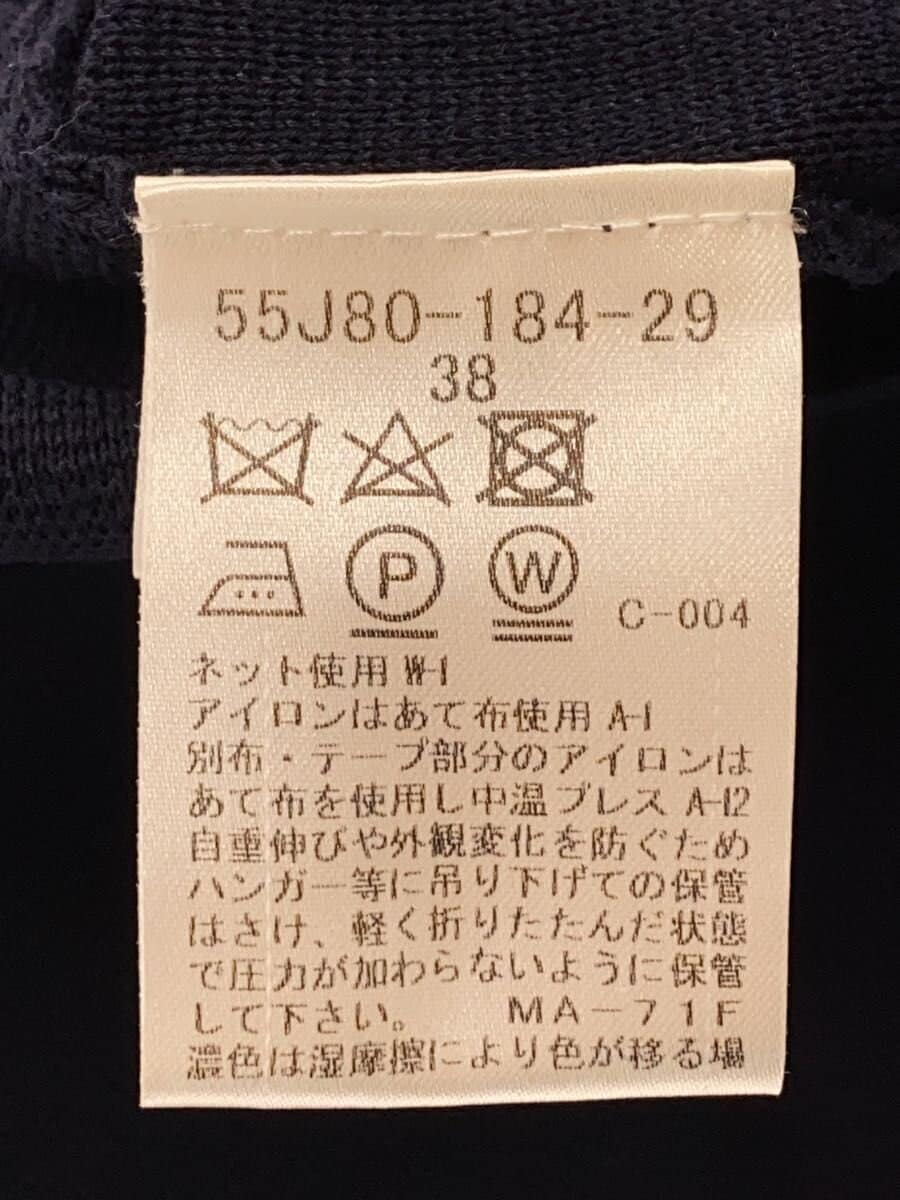 55J80-184-29
38
P
W
C-004
ネット使用 W-1
アイロンはあて布使用 A-1
別布・テープ部分のアイロンは
あて布を使用し中温プレス A-12
自重伸びや外観変化を防ぐため
ハンガー等に吊り下げての保管
はさけ、軽く折りたたんだ状態
で圧力が加わらないように保管
して下さい。 MA-71F
濃色は湿摩擦により色が移る場